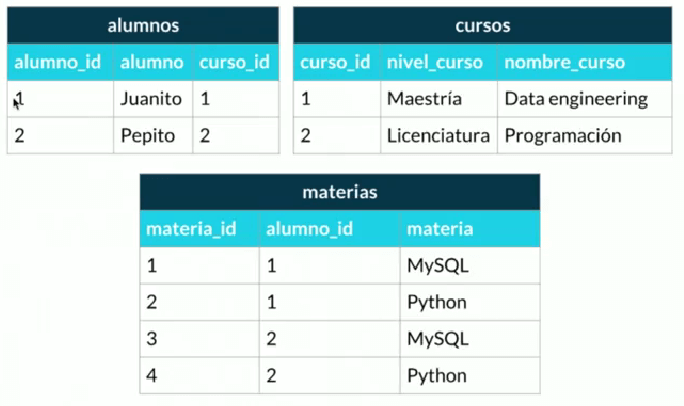 alumnos
alumno_id alumno curso_id
1 Juanito 1
2 Pepito 2
cursos
curso_id nivel_curso nombre_curso
1 Maestría Data engineering
2 Licenciatura Programación
materias
materia_id alumno_id materia
1 1 MySQL
2 1 Python
3 2 MySQL
4 2 Python